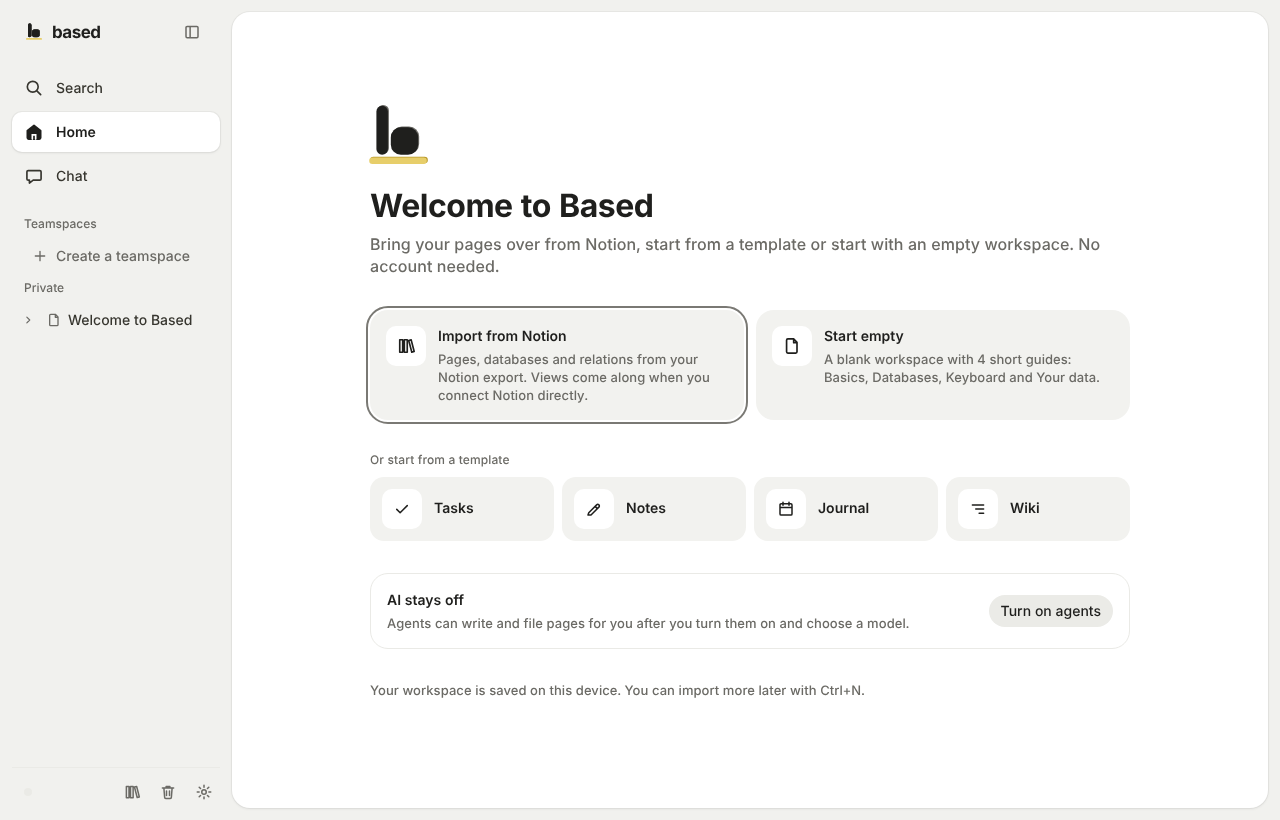 based
Search
Home
Chat
Teamspaces
Create a teamspace
Private
Welcome to Based
Welcome to Based
Bring your pages over from Notion, start from a template or start with an empty workspace. No
account needed.
Import from Notion
Pages, databases and relations from your
Notion export. Views come along when you
connect Notion directly.
Start empty
A blank workspace with 4 short guides:
Basics, Databases, Keyboard and Your data.
Or start from a template
Tasks
Notes
Journal
Wiki
AI stays off
Agents can write and file pages for you after you turn them on and choose a model.
Turn on agents
Your workspace is saved on this device. You can import more later with Ctrl+N.